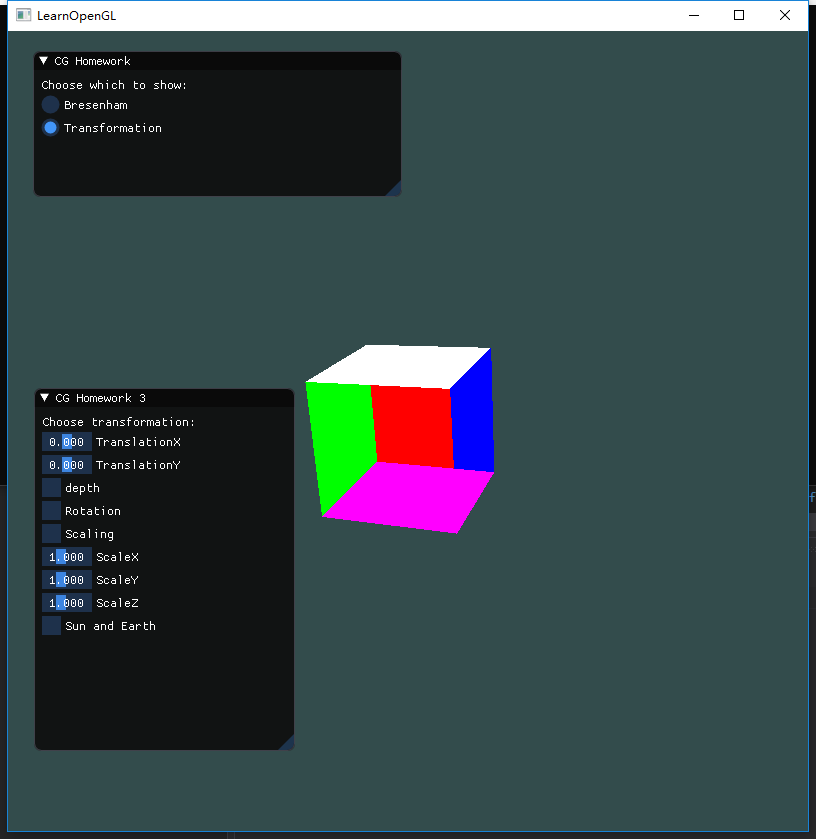 LearnOpenGL
CG Homework
Choose which to show:
Bresenham
Transformation
CG Homework 3
Choose transformation:
0.000 TranslationX
0.000 TranslationY
depth
Rotation
Scaling
1.000 ScaleX
1.000 ScaleY
1.000 ScaleZ
Sun and Earth